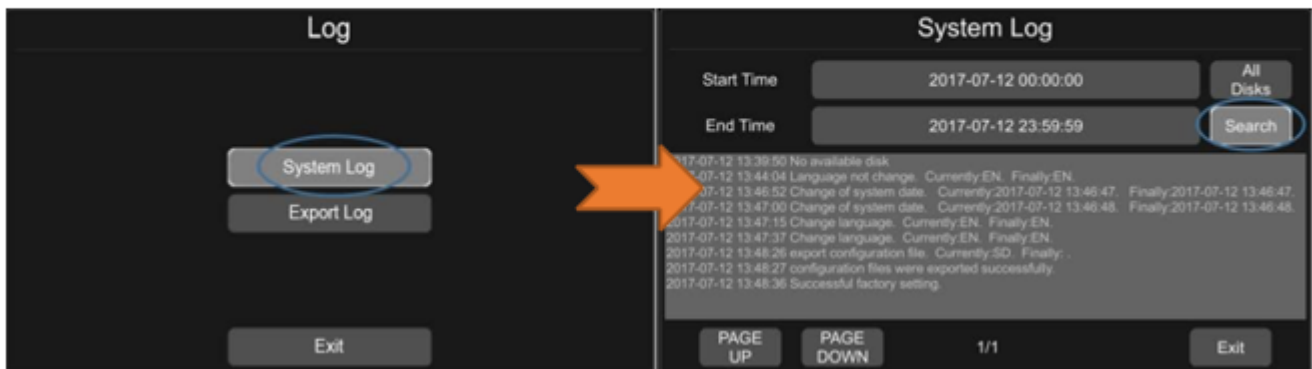 Log
System Log
Export Log
Exit
System Log
Start Time
2017-07-12 00:00:00
All
Disks
End Time
2017-07-12 23:59:59
Search
2017-07-12 13:39:50 No available disk
2017-07-12 13:44:04 Language not change. Currently:EN. Finally:EN.
2017-07-12 13:46:52 Change of system date. Currently:2017-07-12 13:46:47. Finally:2017-07-12 13:46:47.
2017-07-12 13:47:00 Change of system date. Currently:2017-07-12 13:46:48. Finally:2017-07-12 13:46:48.
2017-07-12 13:47:15 Change language. Currently:EN. Finally:EN.
2017-07-12 13:47:37 Change language. Currently:EN. Finally:EN.
2017-07-12 13:48:26 export configuration file. Currently:SD. Finally: .
2017-07-12 13:48:27 configuration files were exported successfully.
2017-07-12 13:48:36 Successful factory setting.
PAGE
UP
PAGE
DOWN
1/1
Exit